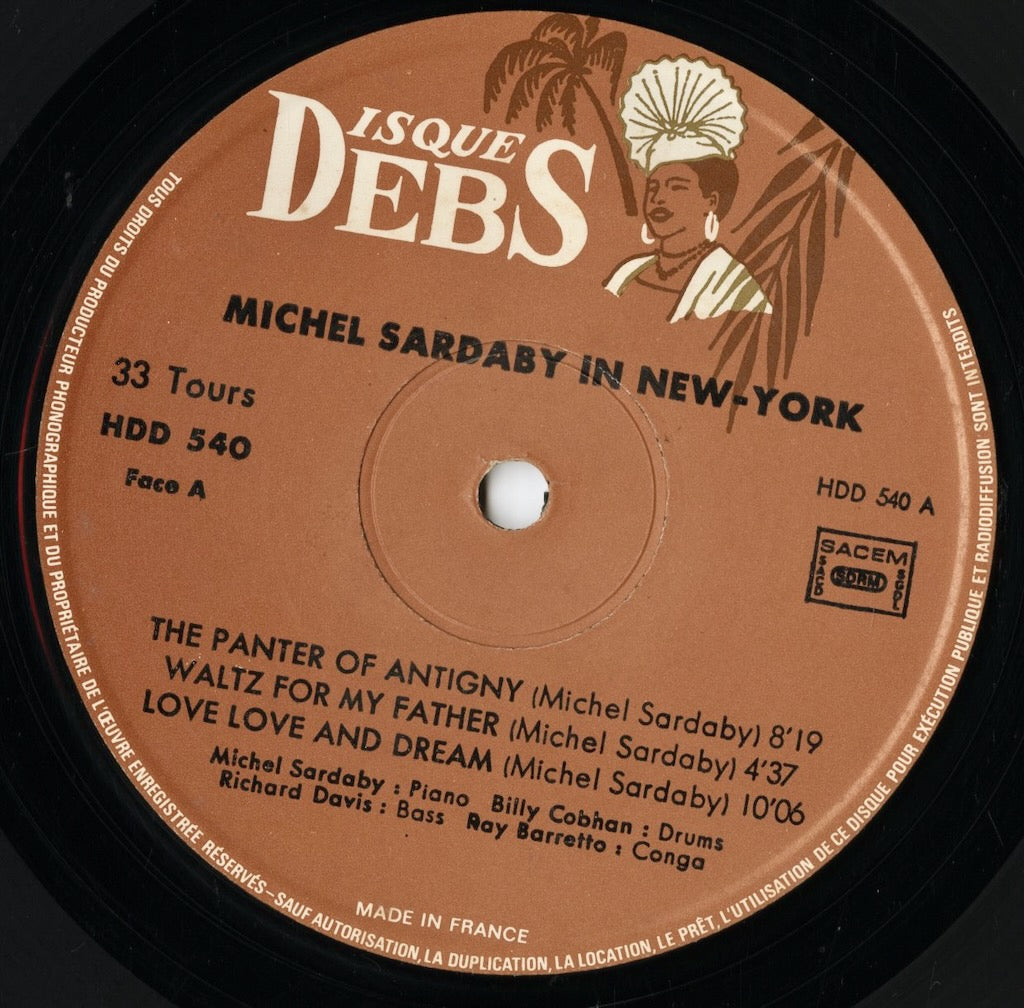 DISQUE
DEBS
MICHEL SARDABY IN NEW-YORK
33 Tours
HDD 540
Face A
HDD 540 A
SACEM
SACD SDRM SGDL
THE PANTER OF ANTIGNY (Michel Sardaby) 8'19
WALTZ FOR MY FATHER (Michel Sardaby) 4'37
LOVE LOVE AND DREAM (Michel Sardaby) 10'06
Michel Sardaby : Piano Billy Cobhan : Drums
Richard Davis : Bass Ray Barretto : Conga
MADE IN FRANCE
TOUS DROITS DU PRODUCTEUR PHONOGRAPHIQUE ET DU PROPRIÉTAIRE DE L'ŒUVRE ENREGISTRÉE RÉSERVÉS - SAUF AUTORISATION, LA DUPLICATION, LA LOCATION, LE PRÊT, L'UTILISATION DE CE DISQUE POUR EXÉCUTION PUBLIQUE ET RADIODIFFUSION SONT INTERDITS